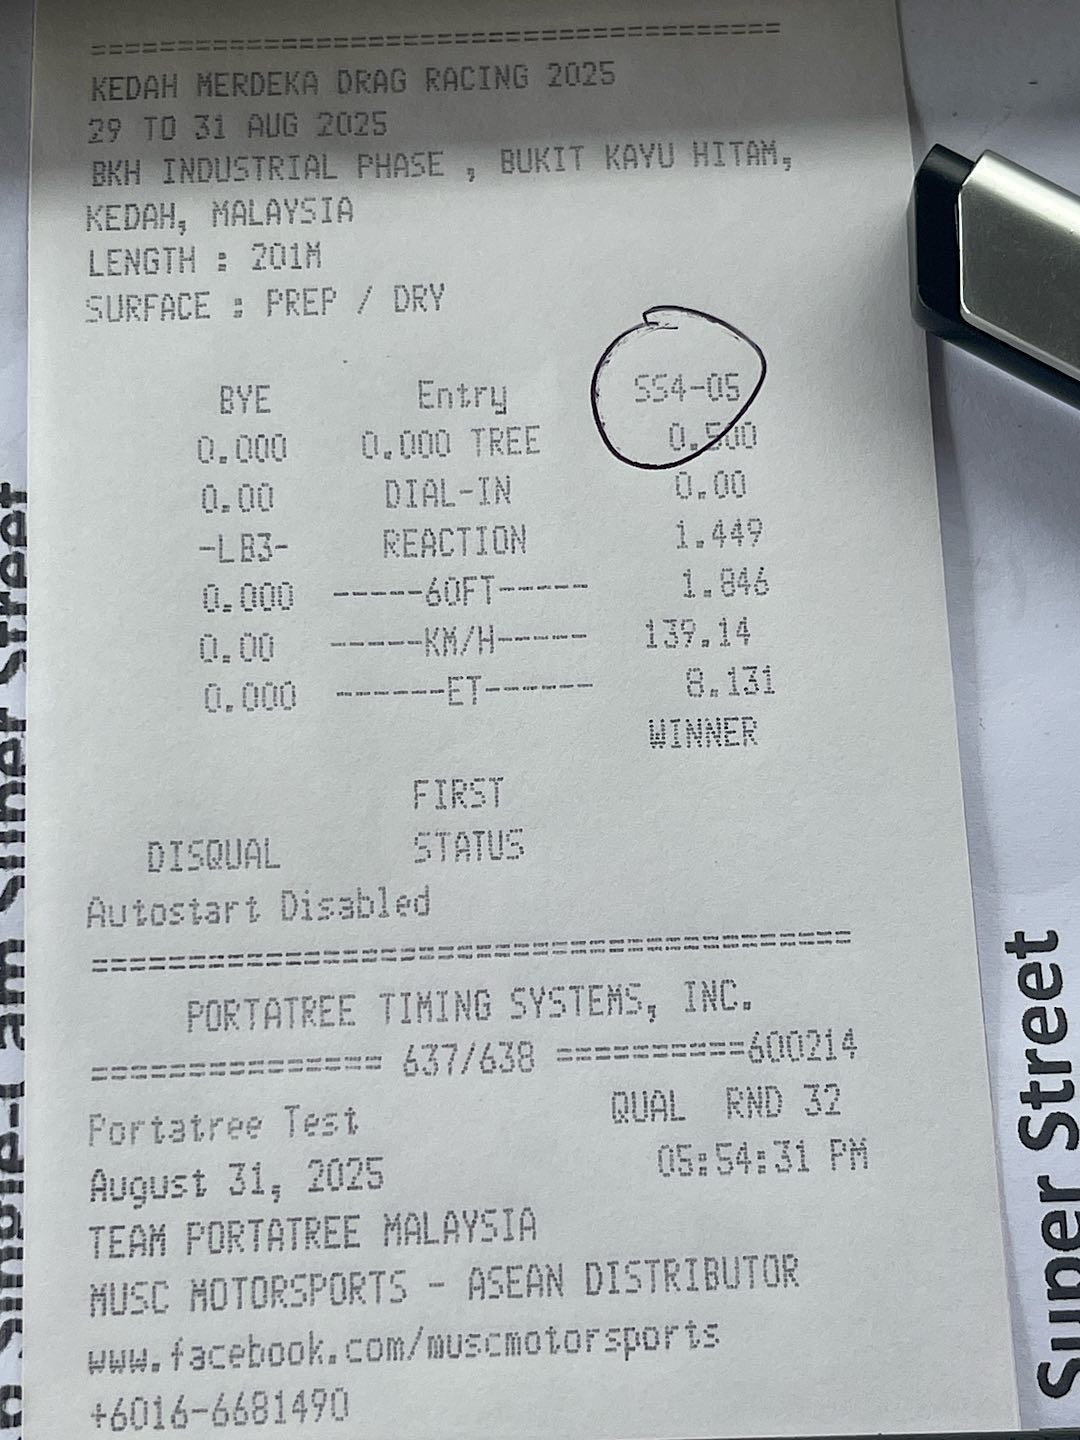 =======================================
KEDAH MERDEKA DRAG RACING 2025
29 TO 31 AUG 2025
BKH INDUSTRIAL PHASE , BUKIT KAYU HITAM,
KEDAH, MALAYSIA
LENGTH : 201M
SURFACE : PREP / DRY
BYE Entry SS4-05
0.000 0.000 TREE 0.500
0.00 DIAL-IN 0.00
-LB3- REACTION 1.449
0.000 -----60FT----- 1.846
0.00 -----KM/H----- 139.14
0.000 ------ET------ 8.131
WINNER
FIRST
DISQUAL STATUS
Autostart Disabled
=======================================
PORTATREE TIMING SYSTEMS, INC.
=============== 637/638 ==========600214
Portatree Test QUAL RND 32
August 31, 2025 05:54:31 PM
TEAM PORTATREE MALAYSIA
MUSC MOTORSPORTS - ASEAN DISTRIBUTOR
www.facebook.com/muscmotorsports
+6016-6681490
Super Street
Super Street